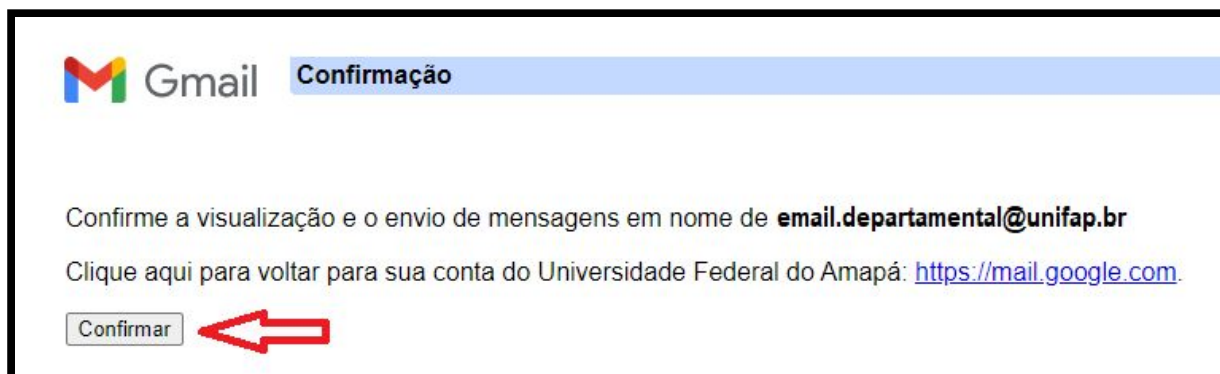 Gmail Confirmação
Confirme a visualização e o envio de mensagens em nome de email.departamental@unifap.br
Clique aqui para voltar para sua conta do Universidade Federal do Amapá: https://mail.google.com.
Confirmar